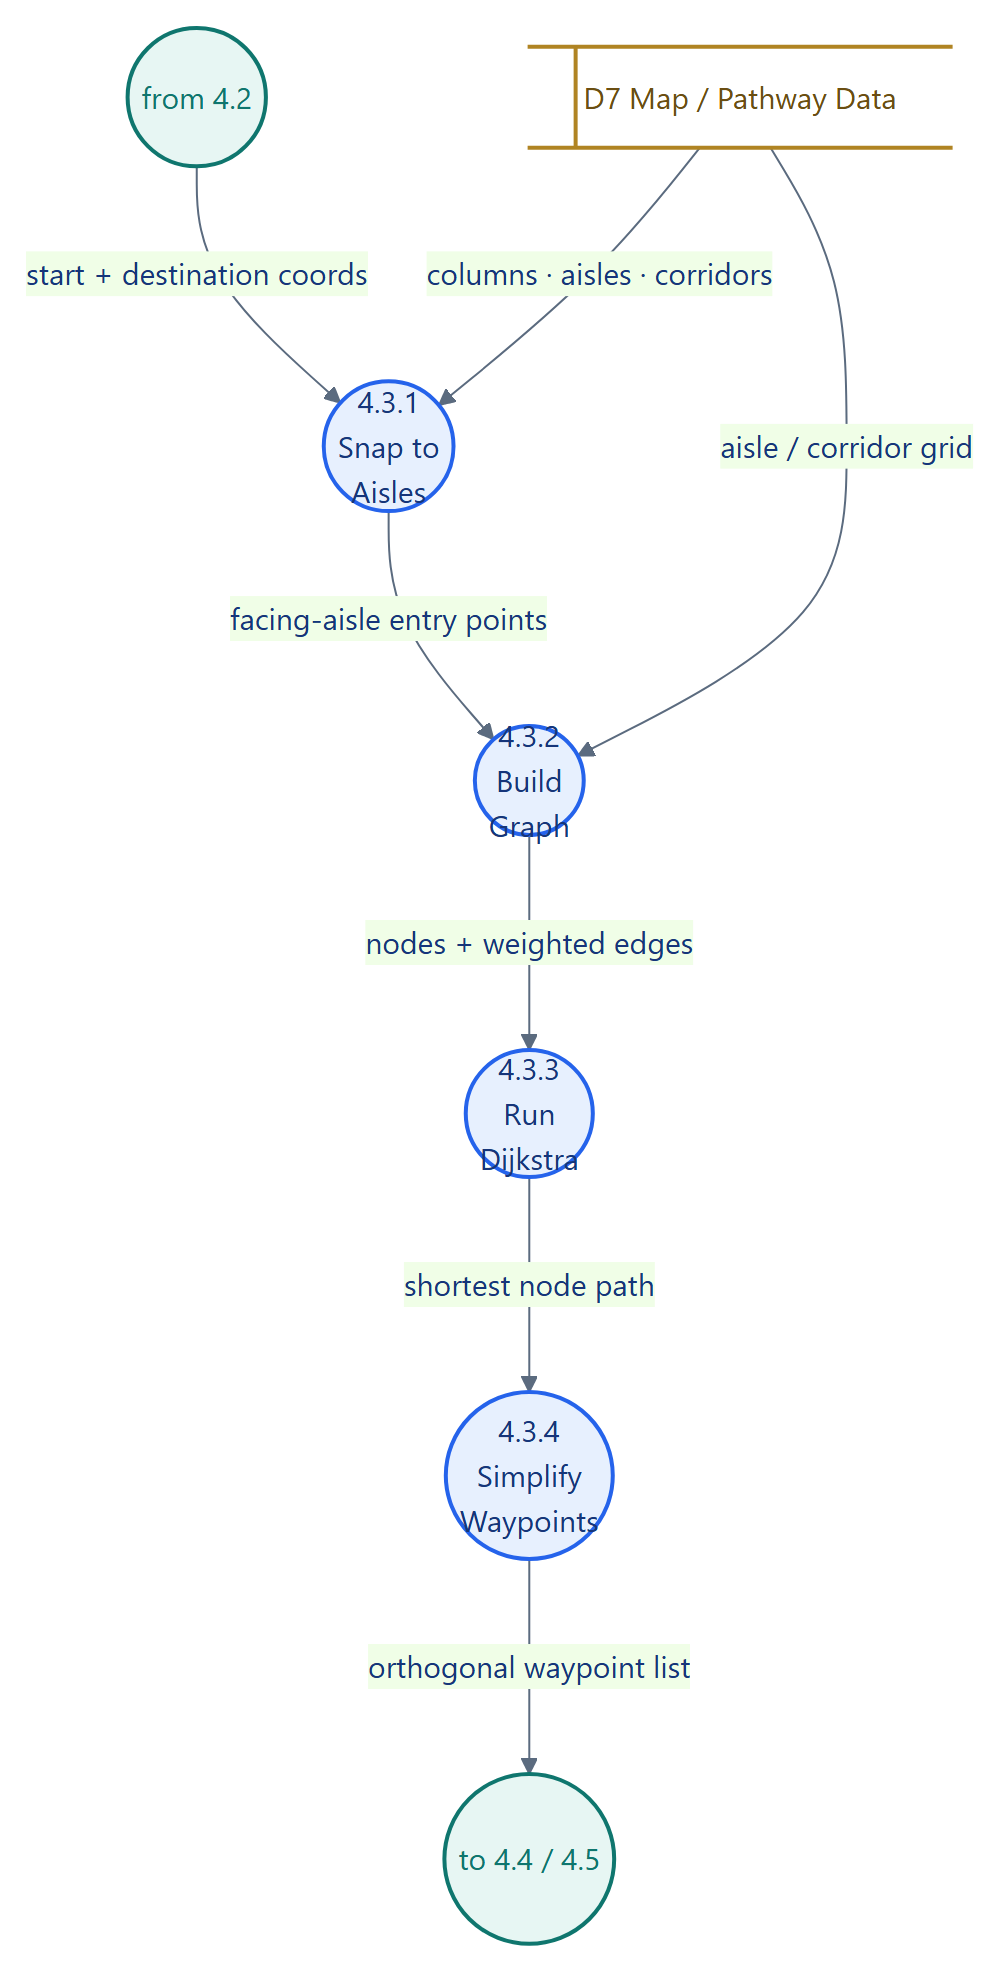 from 4.2
D7 Map / Pathway Data
start + destination coords
columns · aisles · corridors
4.3.1
Snap to
Aisles
aisle / corridor grid
facing-aisle entry points
4.3.2
Build
Graph
nodes + weighted edges
4.3.3
Run
Dijkstra
shortest node path
4.3.4
Simplify
Waypoints
orthogonal waypoint list
to 4.4 / 4.5